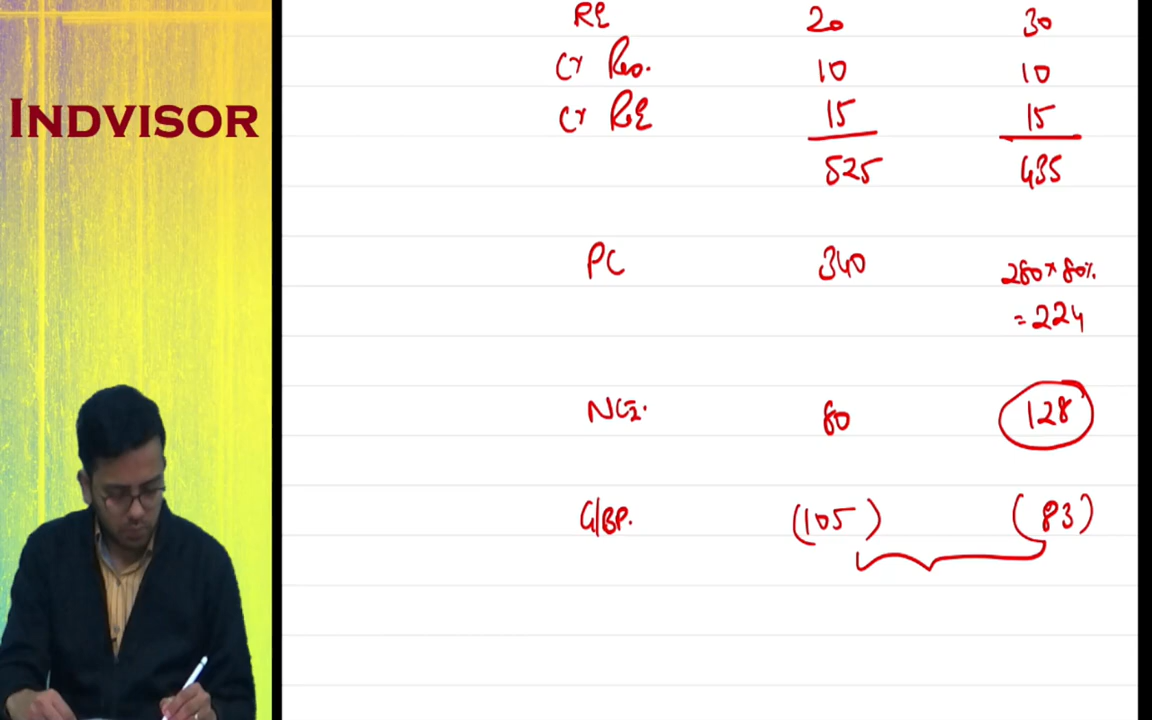 INDVISOR
RE 20 30
Cr Res. 10 10
Cr RE 15 15
525 435
PC 340 280 x 80%
= 224
NCI. 80 128
G/BP. (105) (83)